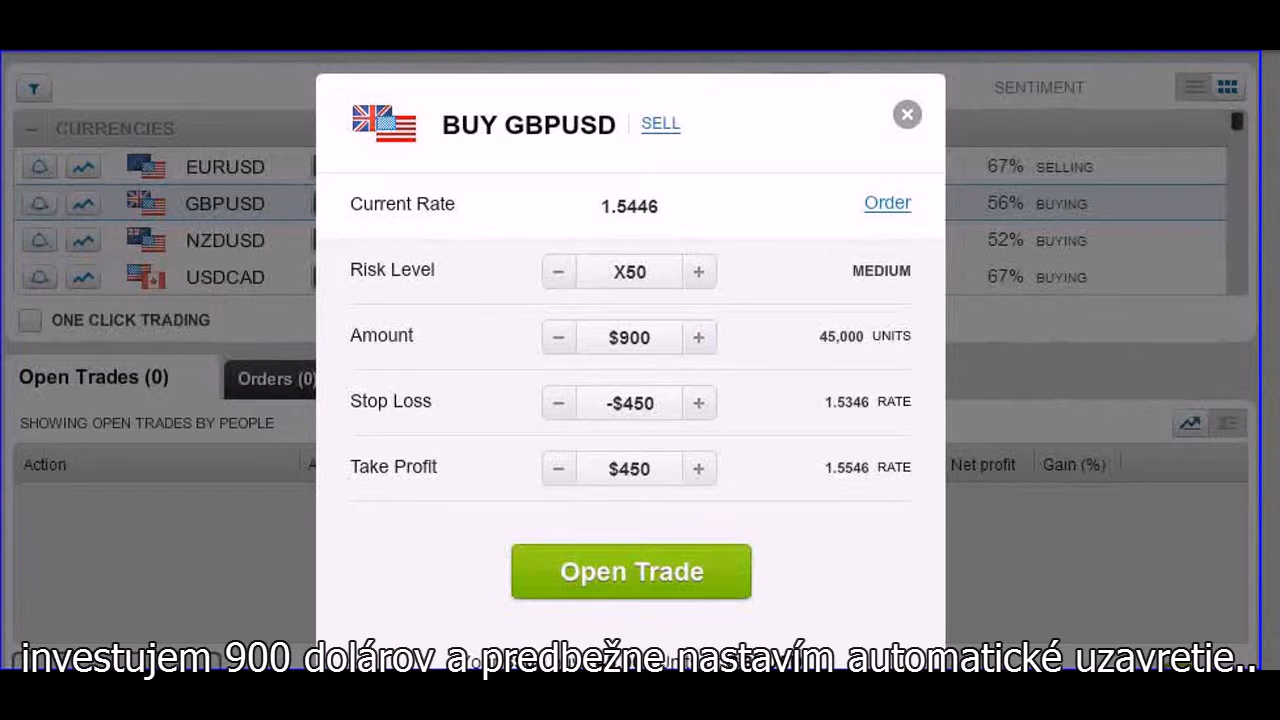 SENTIMENT
BUY GBPUSD SELL
CURRENCIES
EURUSD 67% SELLING
Current Rate 1.5446 Order
GBPUSD 56% BUYING
NZDUSD 52% BUYING
Risk Level − X50 + MEDIUM
USDCAD 67% BUYING
ONE CLICK TRADING
Amount − $900 + 45,000 UNITS
Open Trades (0) Orders (0)
Stop Loss − -$450 + 1.5346 RATE
SHOWING OPEN TRADES BY PEOPLE
Action Net profit Gain (%)
Take Profit − $450 + 1.5546 RATE
Open Trade
investujem 900 dolárov a predbežne nastavím automatické uzavretie..